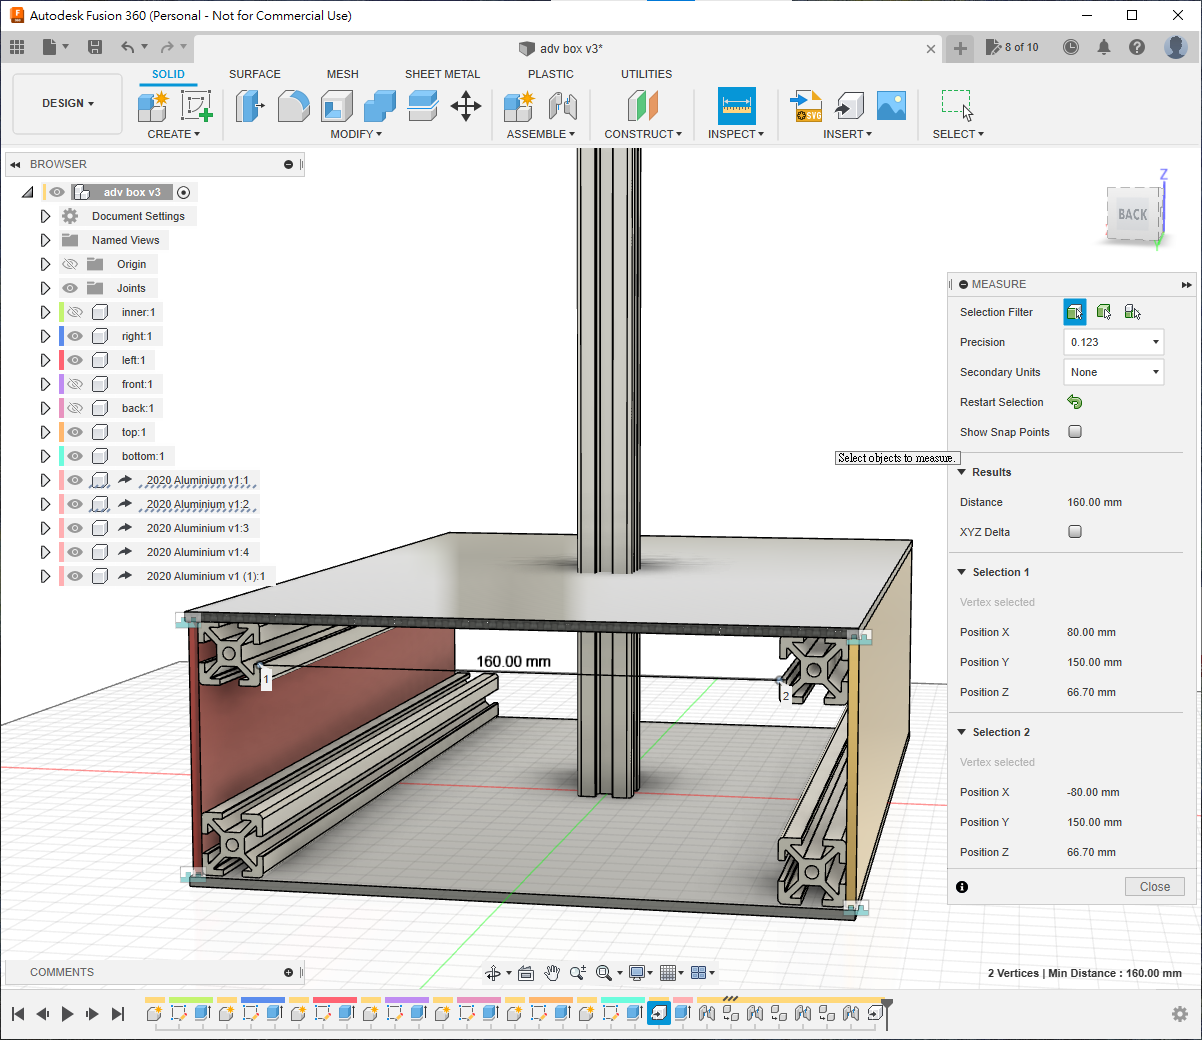 Autodesk Fusion 360 (Personal - Not for Commercial Use)
adv box v3*
8 of 10
SOLID SURFACE MESH SHEET METAL PLASTIC UTILITIES
DESIGN
SVG
CREATE MODIFY ASSEMBLE CONSTRUCT INSPECT INSERT SELECT
BROWSER
adv box v3
Document Settings
Named Views
Origin
Joints
inner:1
right:1
left:1
front:1
back:1
top:1
bottom:1
2020 Aluminium v1:1
2020 Aluminium v1:2
2020 Aluminium v1:3
2020 Aluminium v1:4
2020 Aluminium v1 (1):1
Z
BACK
160.00 mm
1
2
Select objects to measure.
MEASURE
Selection Filter
Precision 0.123
Secondary Units None
Restart Selection
Show Snap Points
Results
Distance 160.00 mm
XYZ Delta
Selection 1
Vertex selected
Position X 80.00 mm
Position Y 150.00 mm
Position Z 66.70 mm
Selection 2
Vertex selected
Position X -80.00 mm
Position Y 150.00 mm
Position Z 66.70 mm
Close
COMMENTS
2 Vertices | Min Distance : 160.00 mm